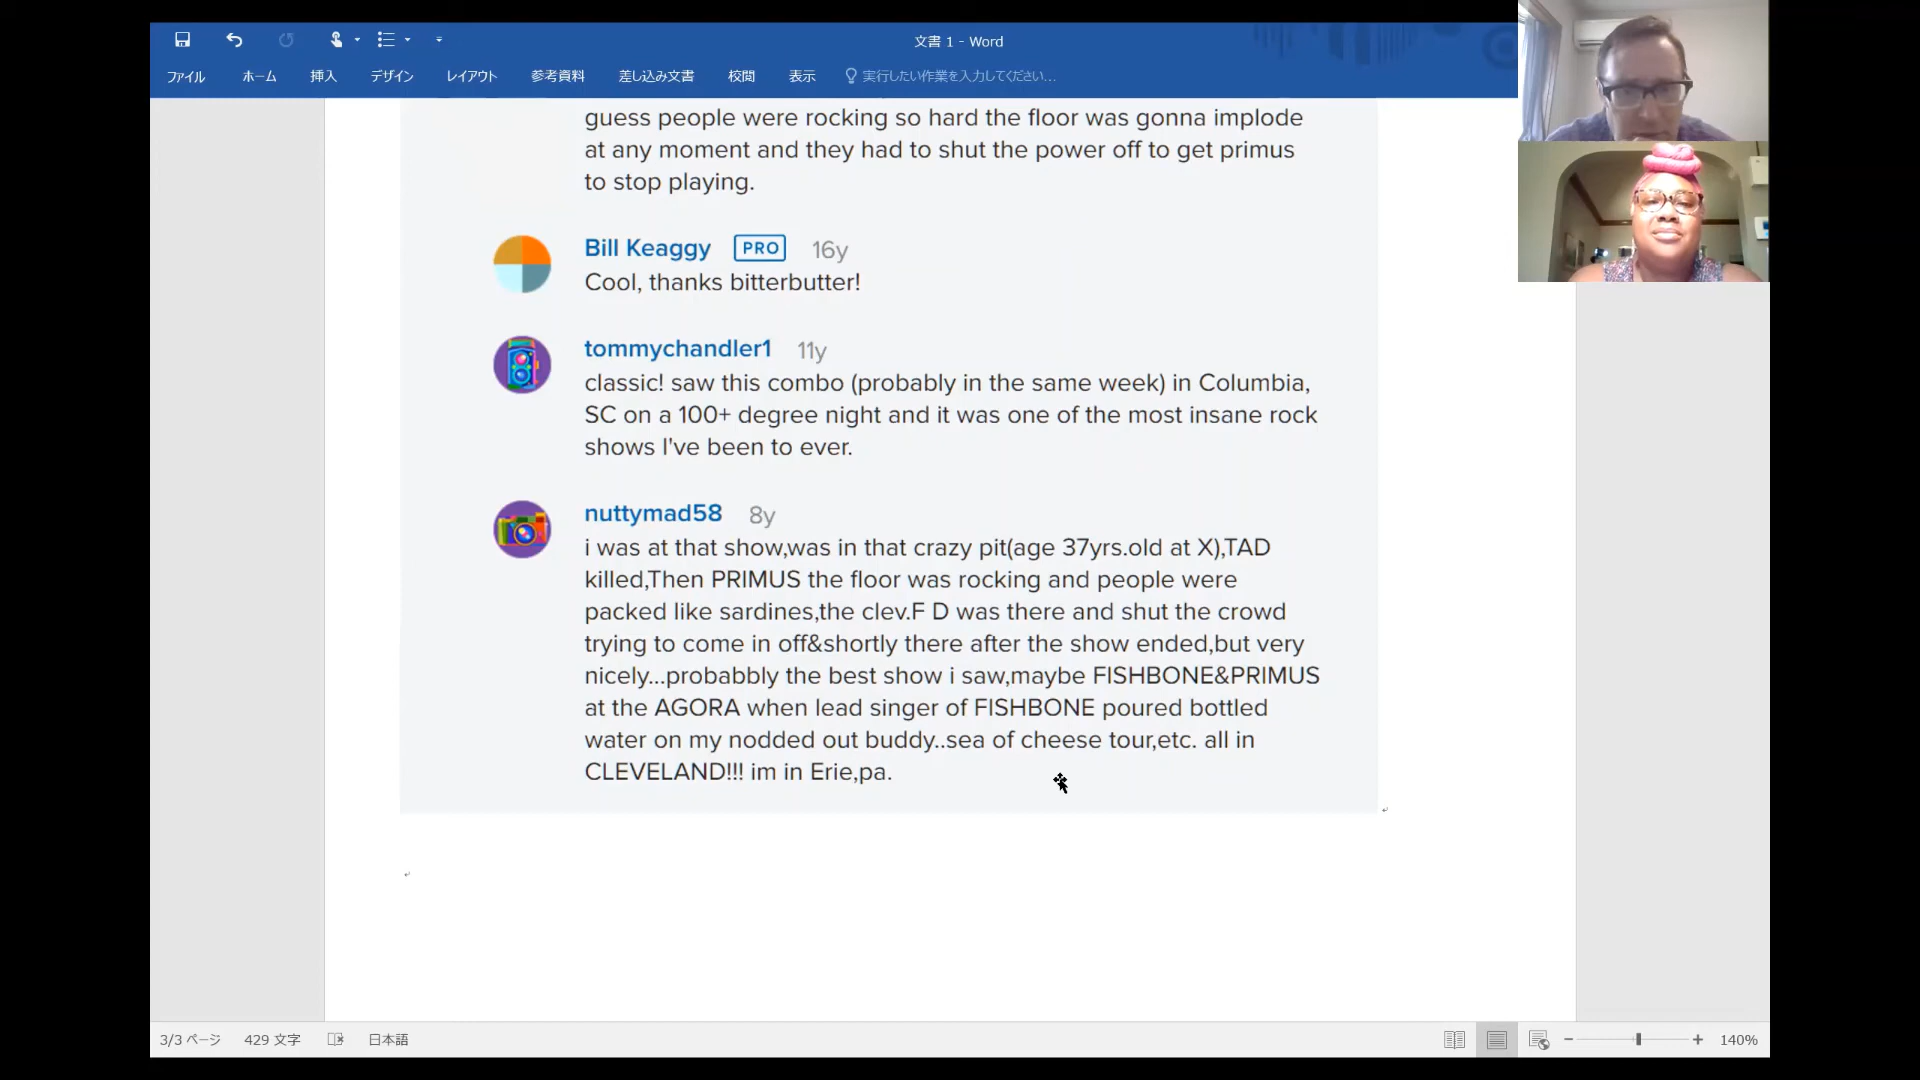 文書 1 - Word
ファイル ホーム 挿入 デザイン レイアウト 参考資料 差し込み文書 校閲 表示 実行したい作業を入力してください...
guess people were rocking so hard the floor was gonna implode
at any moment and they had to shut the power off to get primus
to stop playing.
Bill Keaggy PRO 16y
Cool, thanks bitterbutter!
tommychandler1 11y
classic! saw this combo (probably in the same week) in Columbia,
SC on a 100+ degree night and it was one of the most insane rock
shows I've been to ever.
nuttymad58 8y
i was at that show,was in that crazy pit(age 37yrs.old at X),TAD
killed,Then PRIMUS the floor was rocking and people were
packed like sardines,the clev.F D was there and shut the crowd
trying to come in off&shortly there after the show ended,but very
nicely...probabbly the best show i saw,maybe FISHBONE&PRIMUS
at the AGORA when lead singer of FISHBONE poured bottled
water on my nodded out buddy..sea of cheese tour,etc. all in
CLEVELAND!!! im in Erie,pa.
3/3 ページ 429 文字 日本語 140%